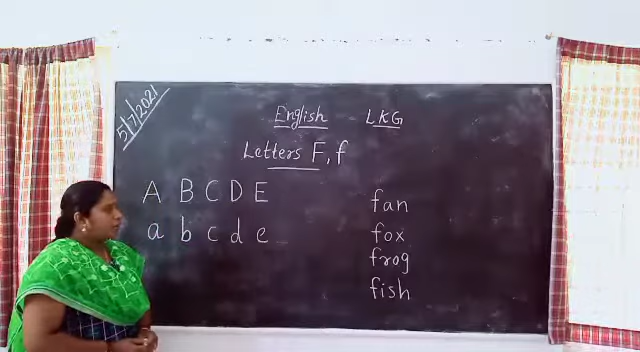 5/7/2021
English LKG
Letters F, f
A B C D E
a b c d e
fan
fox
frog
fish